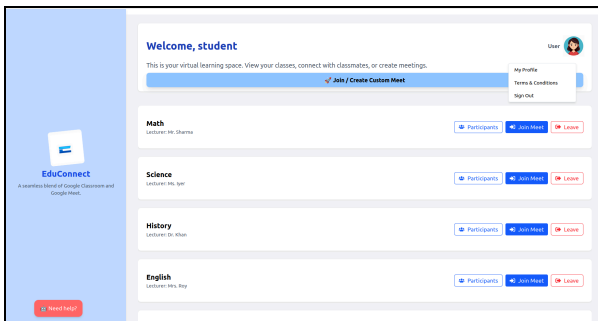 Welcome, student
User
This is your virtual learning space. View your classes, connect with classmates, or create meetings.
🚀 Join / Create Custom Meet
My Profile
Terms & Conditions
Sign Out
EduConnect
A seamless blend of Google Classroom and
Google Meet.
Need help?
Math
Lecturer: Mr. Sharma
Participants
Join Meet
Leave
Science
Lecturer: Ms. Iyer
Participants
Join Meet
Leave
History
Lecturer: Dr. Khan
Participants
Join Meet
Leave
English
Lecturer: Mrs. Roy
Participants
Join Meet
Leave